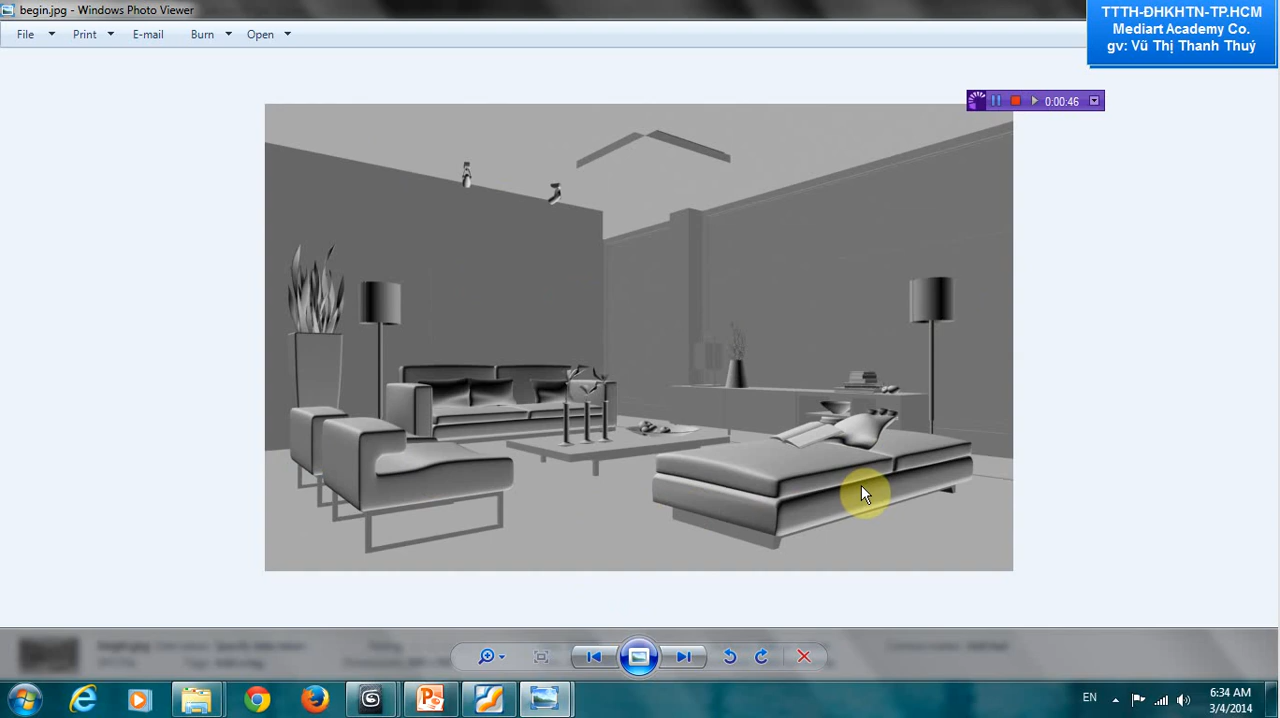 begin.jpg - Windows Photo Viewer
TTTH-ĐHKHTN-TP.HCM
Mediart Academy Co.
gv: Vũ Thị Thanh Thuý
File Print E-mail Burn Open
0:00:46
EN
6:34 AM
3/4/2014